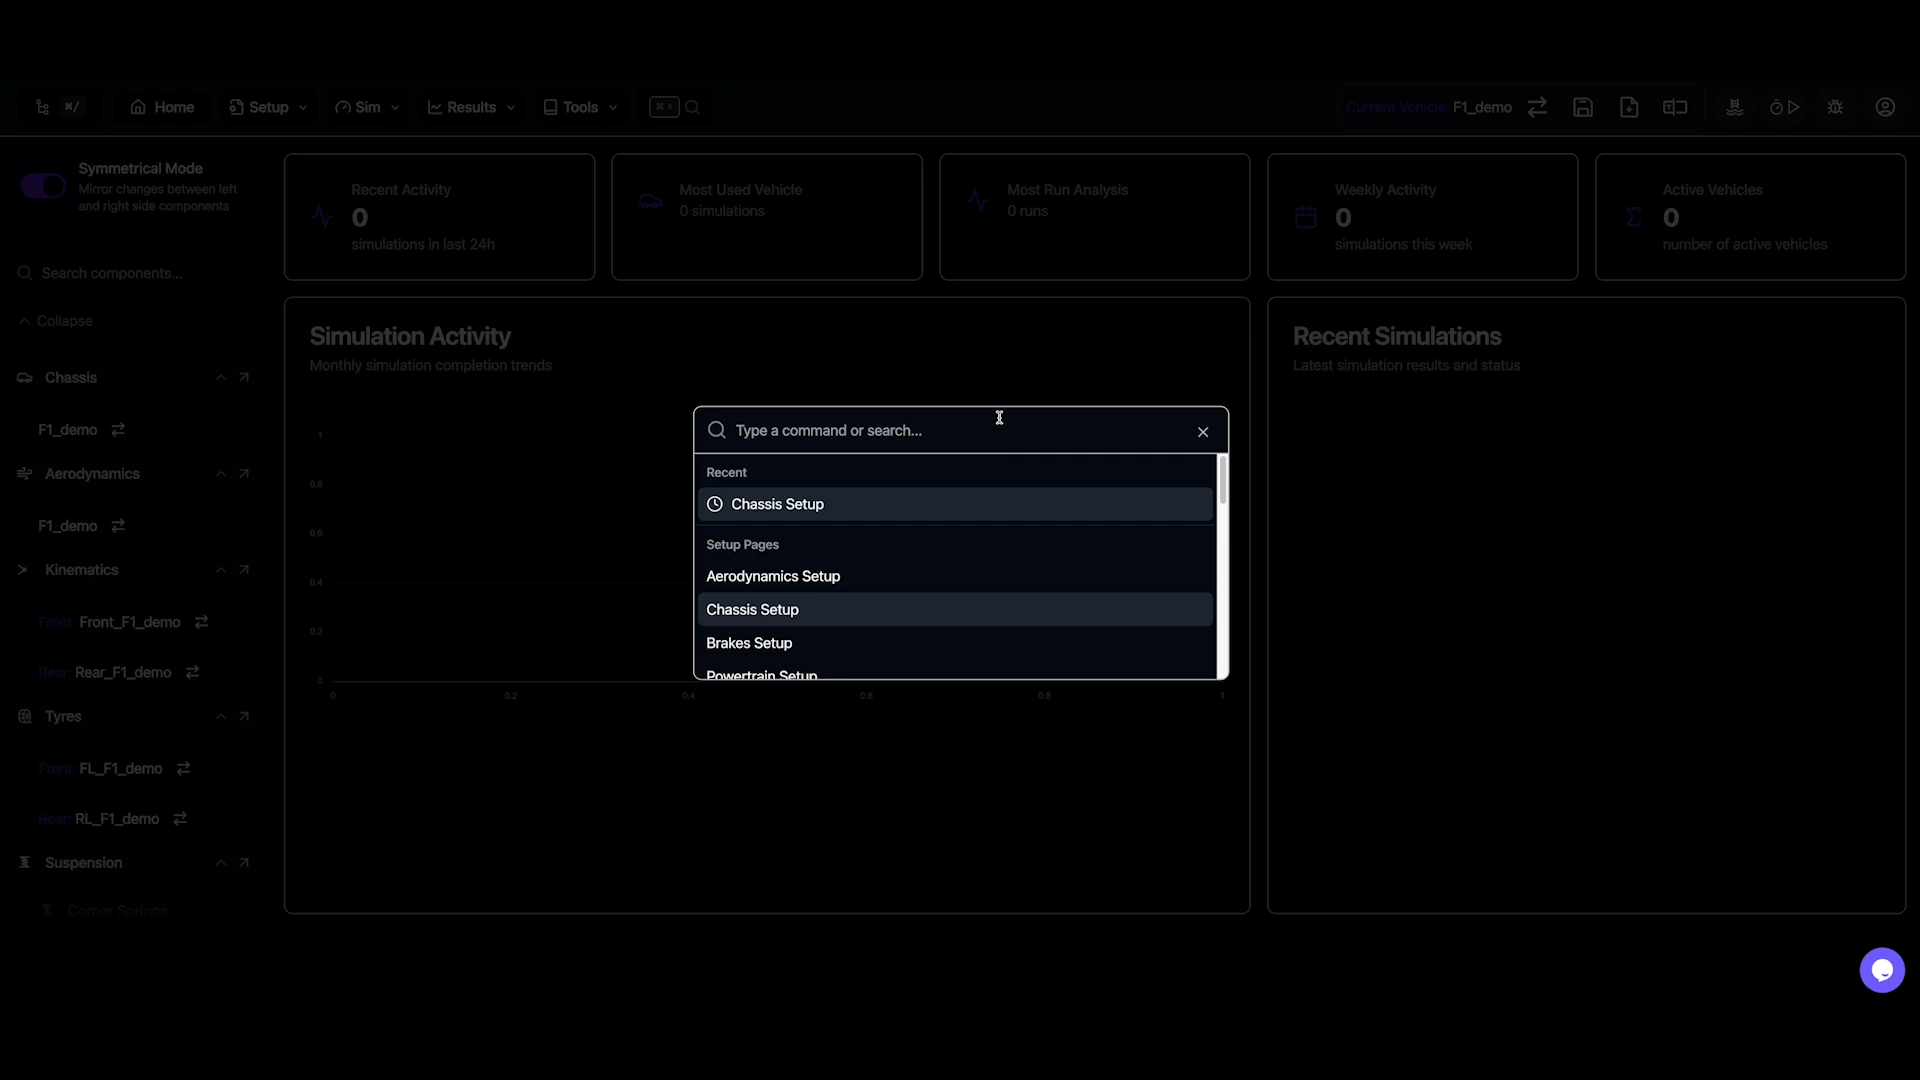 ⌘/ Home Setup Sim Results Tools ⌘ K Current Vehicle: F1_demo
Symmetrical Mode
Mirror changes between left
and right side components
Search components...
Collapse
Chassis
F1_demo
Aerodynamics
F1_demo
Kinematics
Front: Front_F1_demo
Rear: Rear_F1_demo
Tyres
Front: FL_F1_demo
Rear: RL_F1_demo
Suspension
Corner Springs
Recent Activity
0
simulations in last 24h
Most Used Vehicle
0 simulations
Most Run Analysis
0 runs
Weekly Activity
0
simulations this week
Active Vehicles
0
number of active vehicles
Simulation Activity
Monthly simulation completion trends
1
0.8
0.6
0.4
0.2
0
0 0.2 0.4 0.6 0.8 1
Recent Simulations
Latest simulation results and status
Type a command or search...
Recent
Chassis Setup
Setup Pages
Aerodynamics Setup
Chassis Setup
Brakes Setup
Powertrain Setup